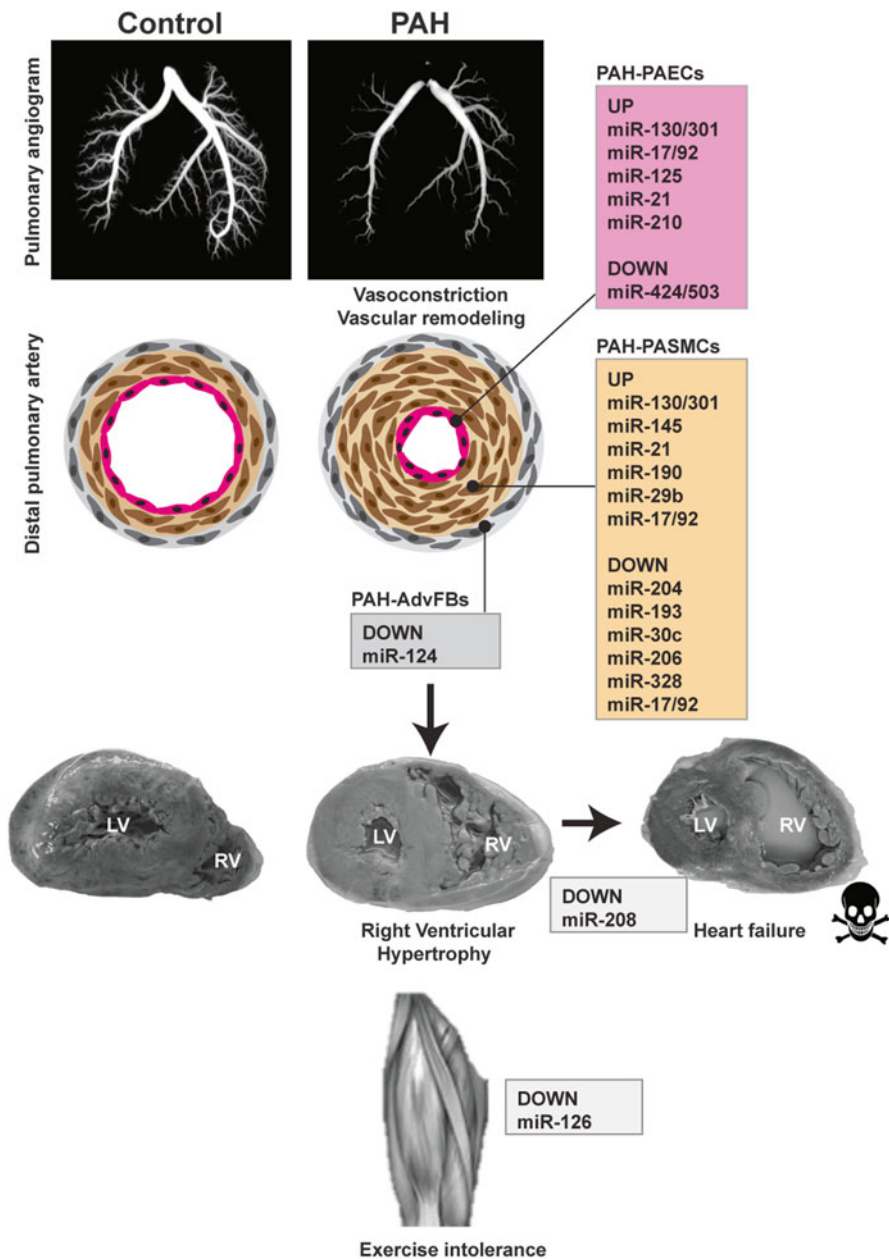 Control
PAH
Pulmonary angiogram
PAH-PAECs
UP
miR-130/301
miR-17/92
miR-125
miR-21
miR-210
DOWN
miR-424/503
Vasoconstriction
Vascular remodeling
Distal pulmonary artery
PAH-PASMCs
UP
miR-130/301
miR-145
miR-21
miR-190
miR-29b
miR-17/92
DOWN
miR-204
miR-193
miR-30c
miR-206
miR-328
miR-17/92
PAH-AdvFBs
DOWN
miR-124
LV
RV
LV
RV
LV
RV
DOWN
miR-208
Right Ventricular
Hypertrophy
Heart failure
DOWN
miR-126
Exercise intolerance